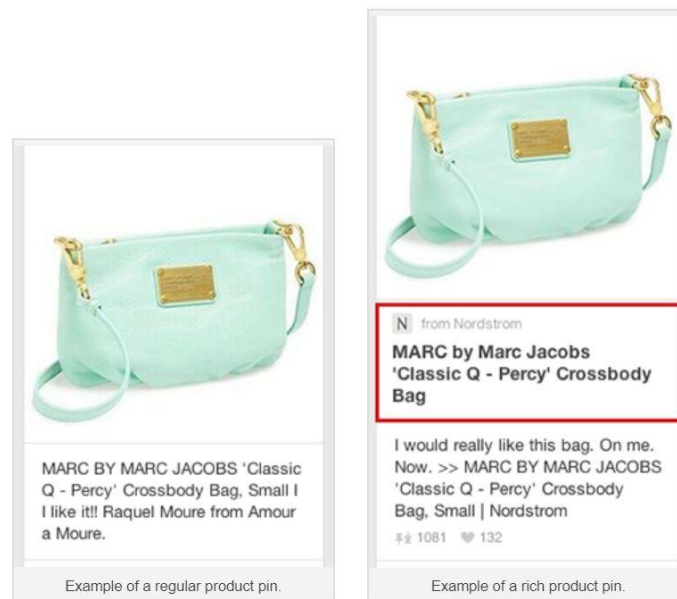 MARC BY MARC JACOBS 'Classic
Q - Percy' Crossbody Bag, Small I
I like it!! Raquel Moure from Amour
a Moure.
Example of a regular product pin.
N from Nordstrom
MARC by Marc Jacobs
'Classic Q - Percy' Crossbody
Bag
I would really like this bag. On me.
Now. >> MARC BY MARC JACOBS
'Classic Q - Percy' Crossbody
Bag, Small | Nordstrom
1081 132
Example of a rich product pin.